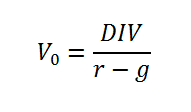 V₀ = DIV / (r − g)